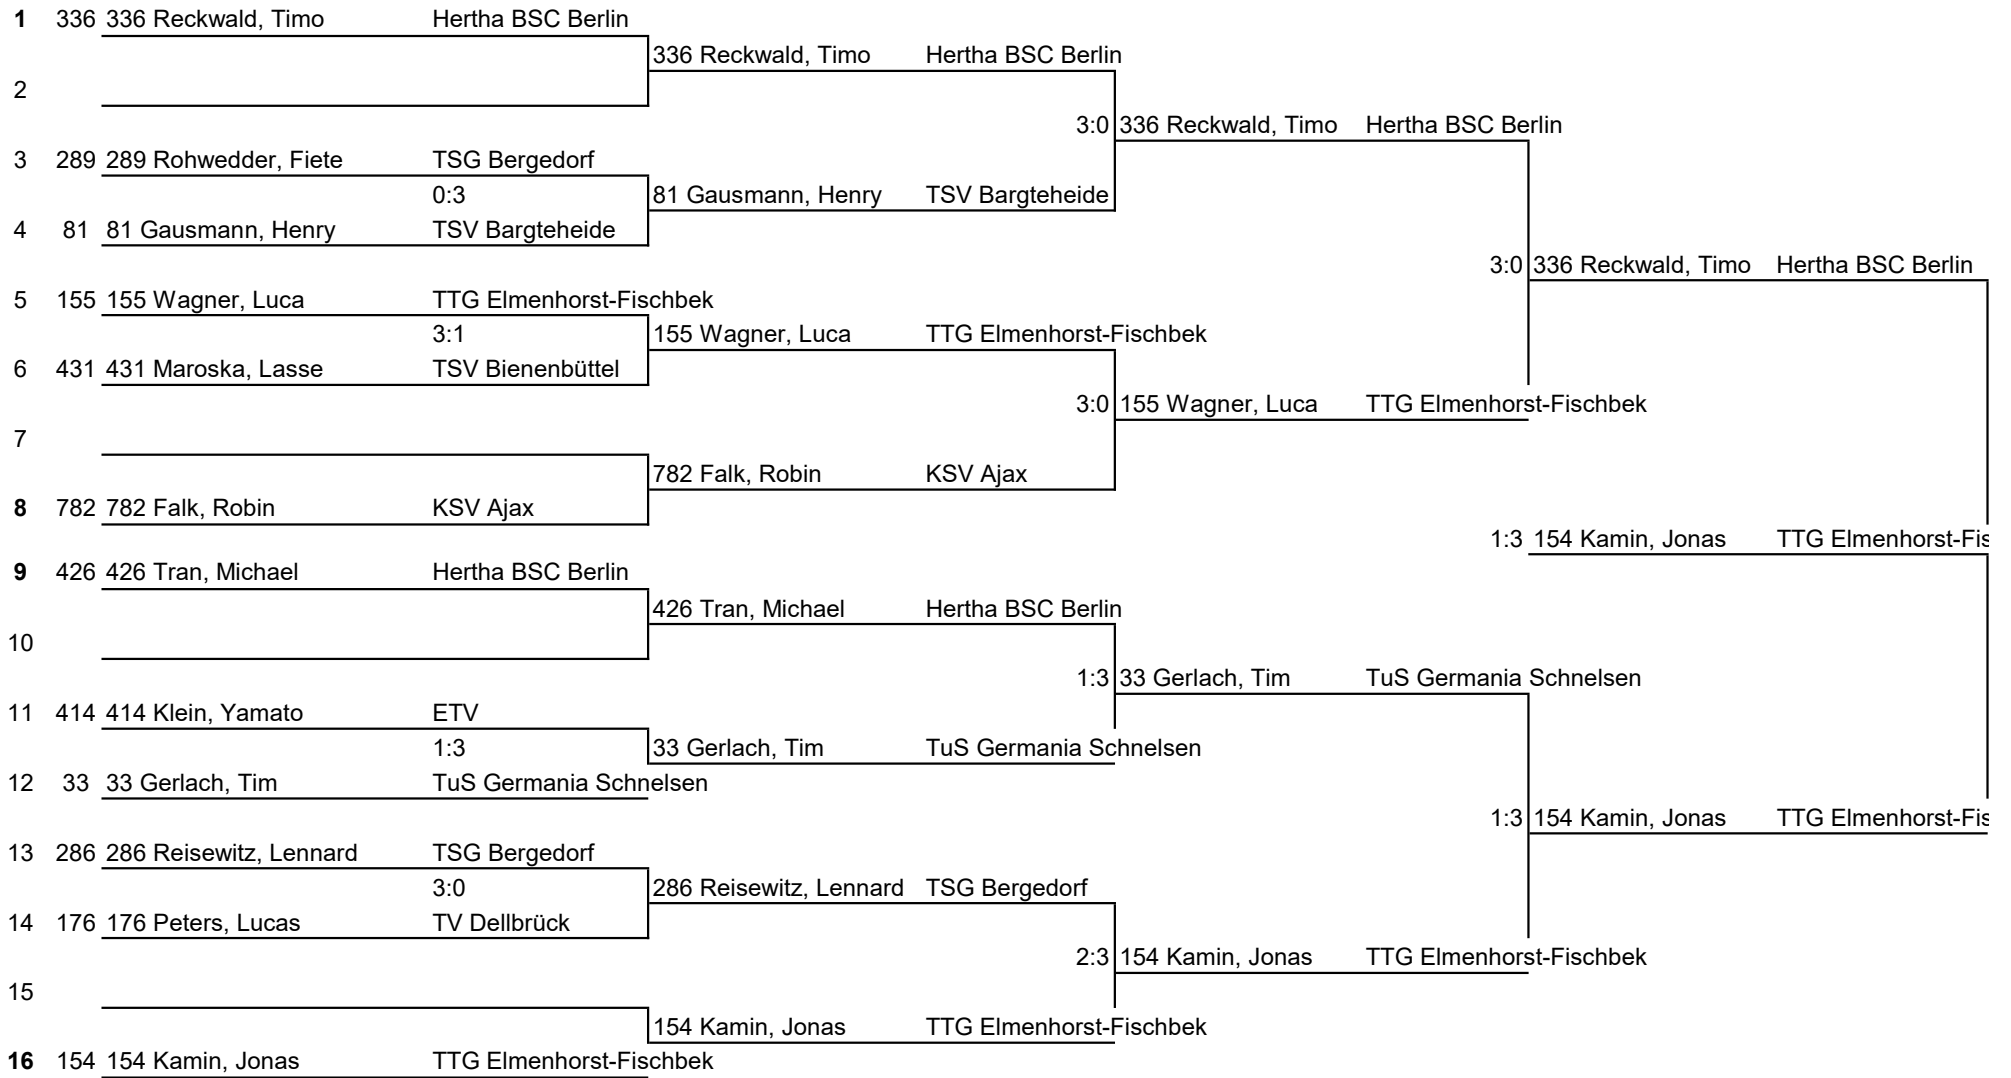 1 336 336 Reckwald, Timo Hertha BSC Berlin
336 Reckwald, Timo Hertha BSC Berlin
2
3:0 336 Reckwald, Timo Hertha BSC Berlin
3 289 289 Rohwedder, Fiete TSG Bergedorf
0:3 81 Gausmann, Henry TSV Bargteheide
4 81 81 Gausmann, Henry TSV Bargteheide
3:0 336 Reckwald, Timo Hertha BSC Berlin
5 155 155 Wagner, Luca TTG Elmenhorst-Fischbek
3:1 155 Wagner, Luca TTG Elmenhorst-Fischbek
6 431 431 Maroska, Lasse TSV Bienenbüttel
3:0 155 Wagner, Luca TTG Elmenhorst-Fischbek
7
782 Falk, Robin KSV Ajax
8 782 782 Falk, Robin KSV Ajax
1:3 154 Kamin, Jonas TTG Elmenhorst-Fis
9 426 426 Tran, Michael Hertha BSC Berlin
426 Tran, Michael Hertha BSC Berlin
10
1:3 33 Gerlach, Tim TuS Germania Schnelsen
11 414 414 Klein, Yamato ETV
1:3 33 Gerlach, Tim TuS Germania Schnelsen
12 33 33 Gerlach, Tim TuS Germania Schnelsen
1:3 154 Kamin, Jonas TTG Elmenhorst-Fis
13 286 286 Reisewitz, Lennard TSG Bergedorf
3:0 286 Reisewitz, Lennard TSG Bergedorf
14 176 176 Peters, Lucas TV Dellbrück
2:3 154 Kamin, Jonas TTG Elmenhorst-Fischbek
15
154 Kamin, Jonas TTG Elmenhorst-Fischbek
16 154 154 Kamin, Jonas TTG Elmenhorst-Fischbek